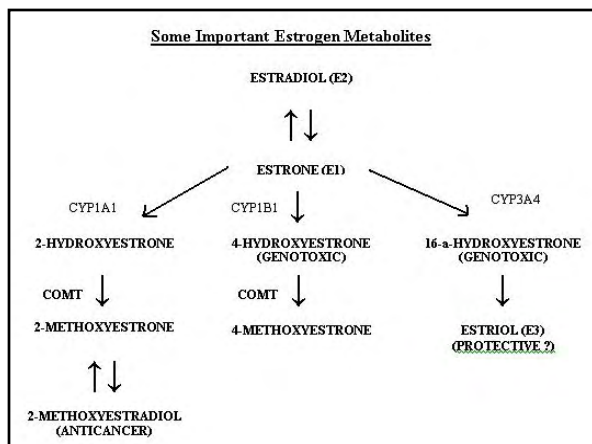 Some Important Estrogen Metabolites
ESTRADIOL (E2)
ESTRONE (E1)
CYP1A1
CYP1B1
CYP3A4
2-HYDROXYESTRONE
4-HYDROXYESTRONE
(GENOTOXIC)
16-a-HYDROXYESTRONE
(GENOTOXIC)
COMT
COMT
2-METHOXYESTRONE
4-METHOXYESTRONE
ESTRIOL (E3)
(PROTECTIVE ?)
2-METHOXYESTRADIOL
(ANTICANCER)